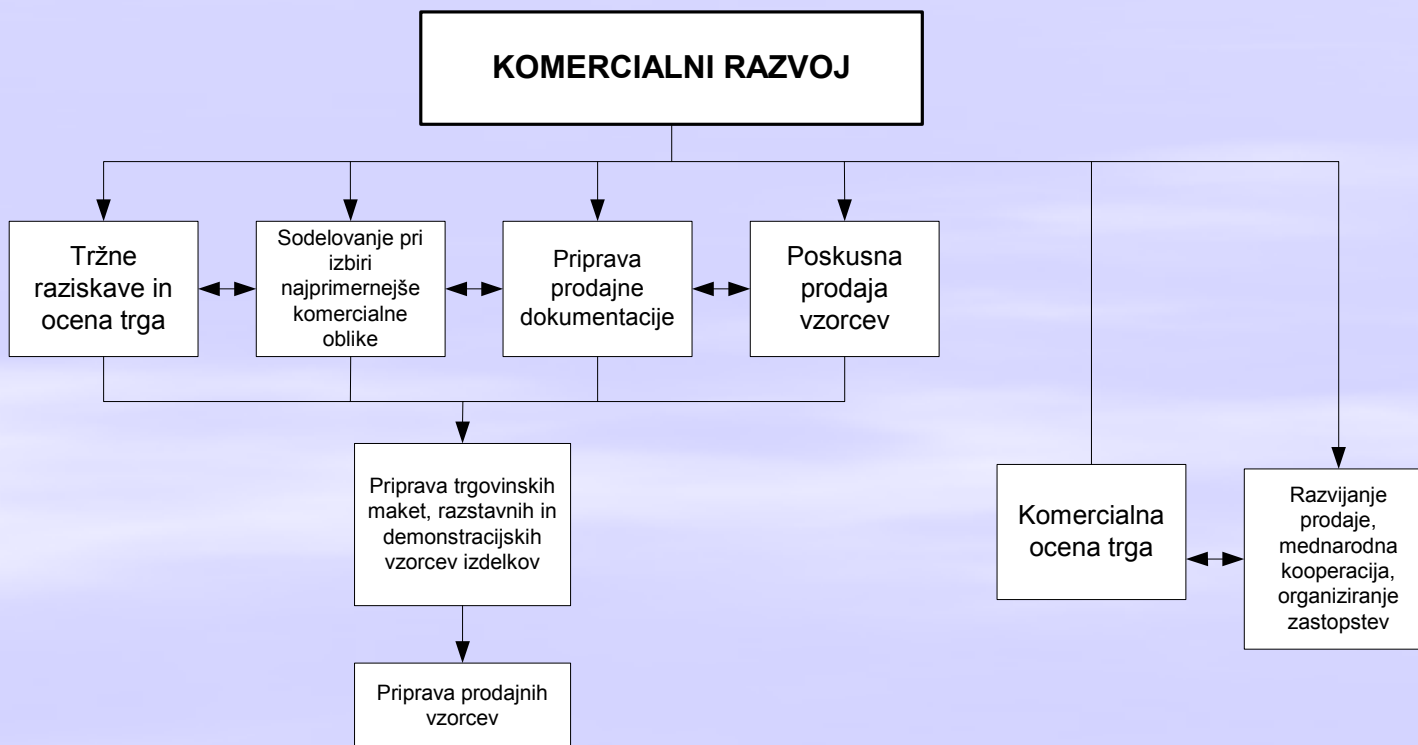 KOMERCIALNI RAZVOJ
Tržne
raziskave in
ocena trga
Sodelovanje pri
izbiri
najprimernejše
komercialne
oblike
Priprava
prodajne
dokumentacije
Poskusna
prodaja
vzorcev
Priprava trgovinskih
maket, razstavnih in
demonstracijskih
vzorcev izdelkov
Komercialna
ocena trga
Razvijanje
prodaje,
mednarodna
kooperacija,
organiziranje
zastopstev
Priprava prodajnih
vzorcev